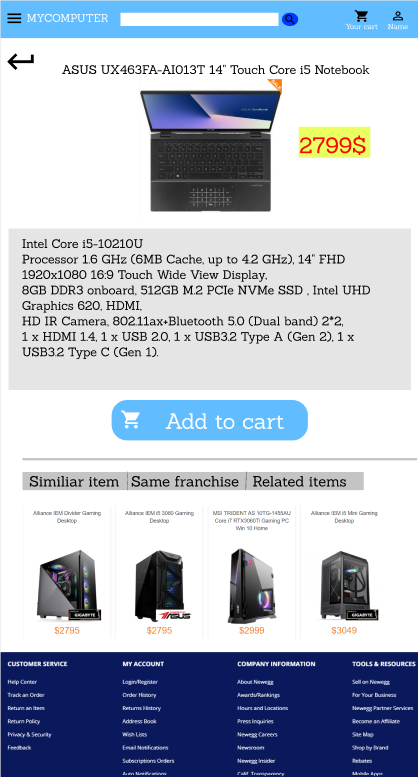 MYCOMPUTER
Your cart
Name
ASUS UX463FA-AI013T 14" Touch Core i5 Notebook
2799$
Intel Core i5-10210U
Processor 1.6 GHz (6MB Cache, up to 4.2 GHz), 14" FHD
1920x1080 16:9 Touch Wide View Display,
8GB DDR3 onboard, 512GB M.2 PCIe NVMe SSD , Intel UHD
Graphics 620, HDMI,
HD IR Camera, 802.11ax+Bluetooth 5.0 (Dual band) 2*2,
1 x HDMI 1.4, 1 x USB 2.0, 1 x USB3.2 Type A (Gen 2), 1 x
USB3.2 Type C (Gen 1).
Add to cart
Similiar item Same franchise Related items
Alliance IEM Divider Gaming
Desktop
GIGABYTE
$2795
Alliance IEM i5 3060 Gaming
Desktop
ASUS
$2795
MSI TRIDENT AS 10TG-1455AU
Core i7 RTX3060Ti Gaming PC
Win 10 Home
$2999
Alliance IEM i5 Mini Gaming
Desktop
GIGABYTE
$3049
CUSTOMER SERVICE
Help Center
Track an Order
Return an Item
Return Policy
Privacy & Security
Feedback
MY ACCOUNT
Login/Register
Order History
Returns History
Address Book
Wish Lists
Email Notifications
Subscriptions Orders
Auto Notifications
COMPANY INFORMATION
About Newegg
Awards/Rankings
Hours and Locations
Press Inquiries
Newegg Careers
Newsroom
Newegg Insider
Calif. Transparency
TOOLS & RESOURCES
Sell on Newegg
For Your Business
Newegg Partner Services
Become an Affiliate
Site Map
Shop by Brand
Rebates
Mobile Apps